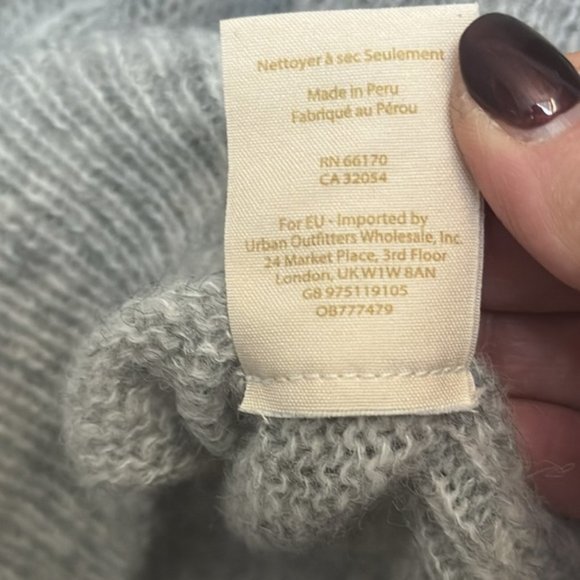 Nettoyer à sec Seulement
Made in Peru
Fabriqué au Pérou
RN 66170
CA 32054
For EU - Imported by
Urban Outfitters Wholesale, Inc.
24 Market Place, 3rd Floor
London, UK W1W 8AN
GB 975119105
OB777479